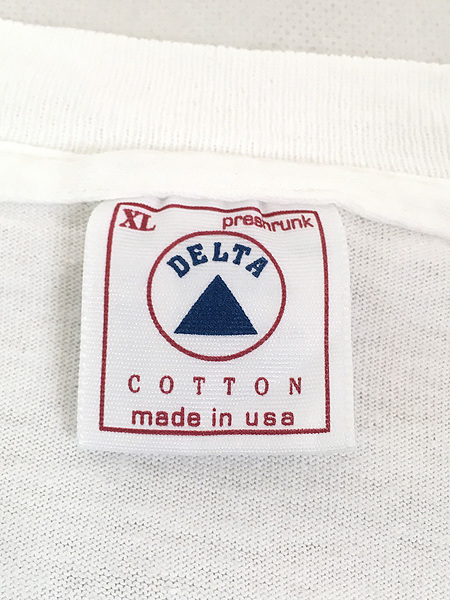 XL preshrunk
DELTA
COTTON
made in usa